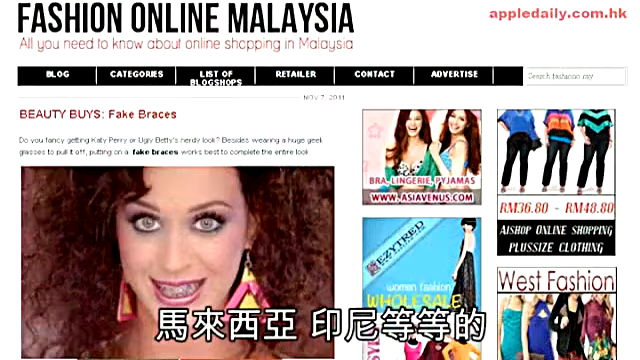 FASHION ONLINE MALAYSIA
appledaily.com.hk
All you need to know about online shopping in Malaysia
BLOG
CATEGORIES
LIST OF
BLOGSHOPS
RETAILER
CONTACT
ADVERTISE
Search fashion my
NOV 7, 2011
BEAUTY BUYS: Fake Braces
Do you fancy getting Katy Perry or Ugly Betty's nerdy look? Besides wearing a huge geek
glasses to pull it off, putting on a fake braces works best to complete the entire look
BRA, LINGERIE, PYJAMAS
WWW.ASIAVENUS.COM
RM36.80 - RM48.80
AISHOP ONLINE SHOPPING
PLUSSIZE CLOTHING
EZYTRED
women fashion
WHOLESALE
West Fashion
馬來西亞 印尼等等的